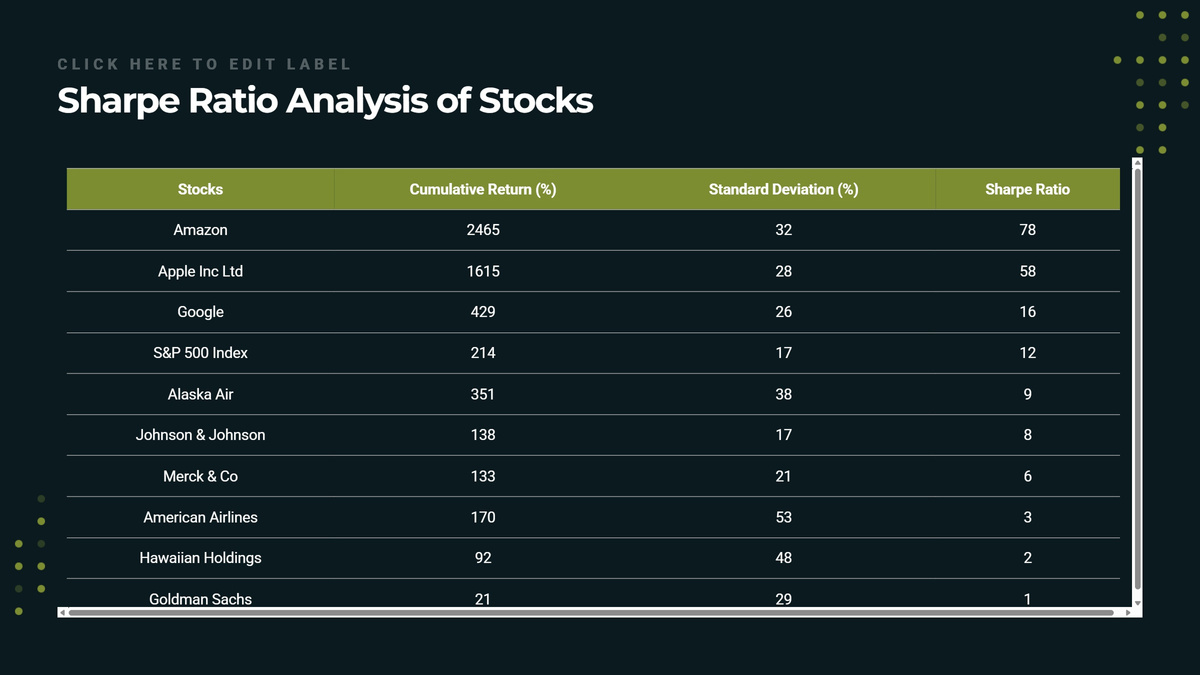 CLICK HERE TO EDIT LABEL
Sharpe Ratio Analysis of Stocks
Stocks Cumulative Return (%) Standard Deviation (%) Sharpe Ratio
Amazon 2465 32 78
Apple Inc Ltd 1615 28 58
Google 429 26 16
S&P 500 Index 214 17 12
Alaska Air 351 38 9
Johnson & Johnson 138 17 8
Merck & Co 133 21 6
American Airlines 170 53 3
Hawaiian Holdings 92 48 2
Goldman Sachs 21 29 1